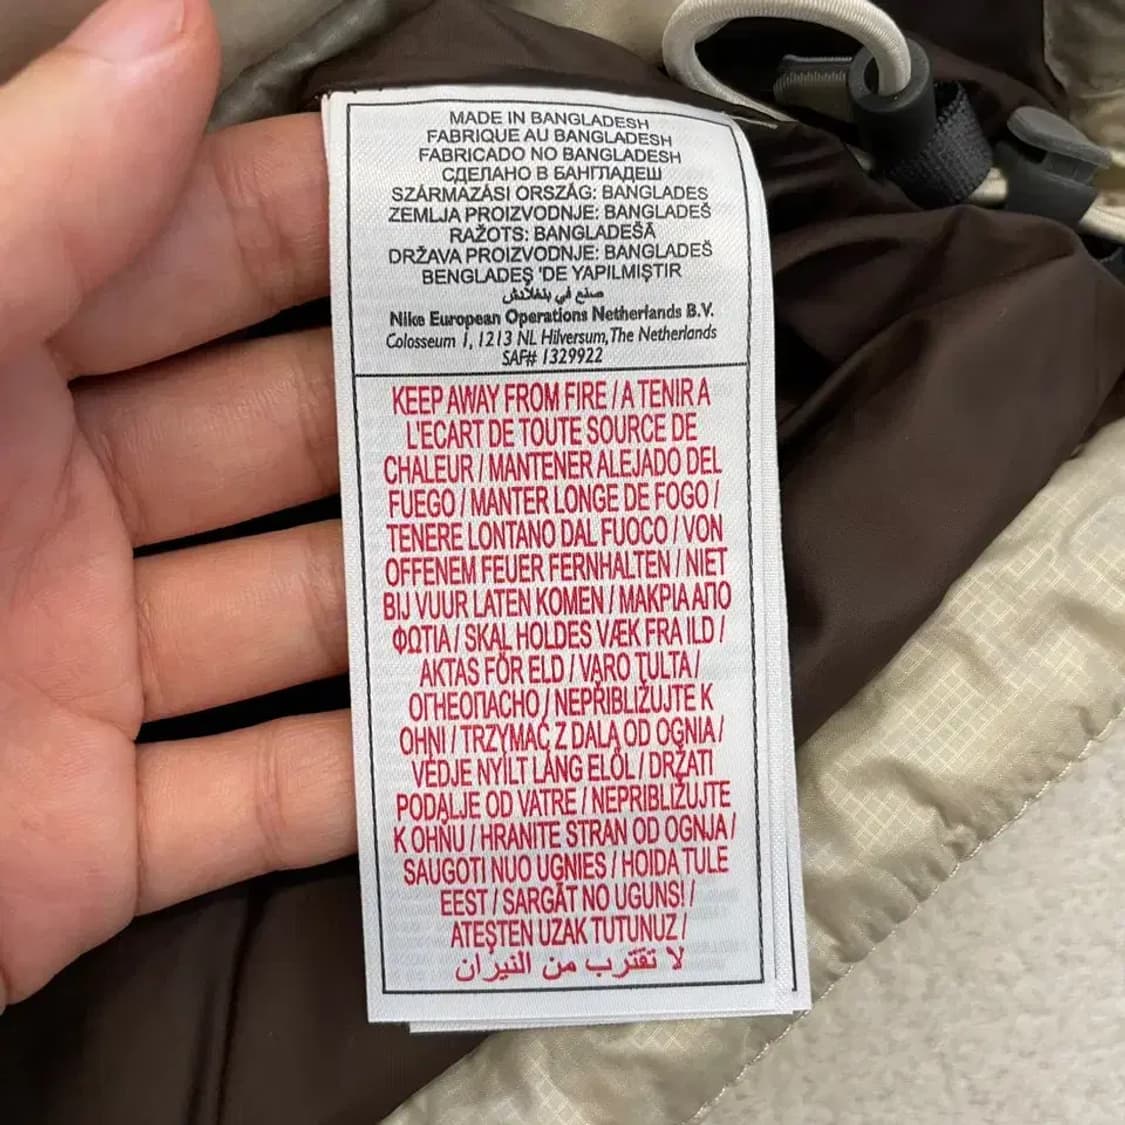 MADE IN BANGLADESH
FABRIQUE AU BANGLADESH
FABRICADO NO BANGLADESH
СДЕЛАНО В БАНГЛАДЕШ
SZÁRMAZÁSI ORSZÁG: BANGLADES
ZEMLJA PROIZVODNJE: BANGLADEŠ
RAŽOTS: BANGLADEŠĀ
DRŽAVA PROIZVODNJE: BANGLADEŠ
BENGLADEŞ 'DE YAPILMIŞTIR
صنع في بنغلادش
Nike European Operations Netherlands B.V.
Colosseum 1, 1213 NL Hilversum, The Netherlands
SAF# 1329922
KEEP AWAY FROM FIRE / A TENIR A
L'ECART DE TOUTE SOURCE DE
CHALEUR / MANTENER ALEJADO DEL
FUEGO / MANTER LONGE DE FOGO /
TENERE LONTANO DAL FUOCO / VON
OFFENEM FEUER FERNHALTEN / NIET
BIJ VUUR LATEN KOMEN / ΜΑΚΡΙΑ ΑΠΟ
ΦΩΤΙΑ / SKAL HOLDES VÆK FRA ILD /
AKTAS FÖR ELD / VARO TULTA /
ОГНЕОПАСНО / NEPŘIBLIŽUJTE K
OHNI / TRZYMAĆ Z DALA OD OGNIA /
VÉDJE NYÍLT LÁNG ELŐL / DRŽATI
PODALJE OD VATRE / NEPRIBLIŽUJTE
K OHŇU / HRANITE STRAN OD OGNJA /
SAUGOTI NUO UGNIES / HOIDA TULE
EEST / SARGĀT NO UGUNS! /
ATEŞTEN UZAK TUTUNUZ /
لا تقترب من النيران